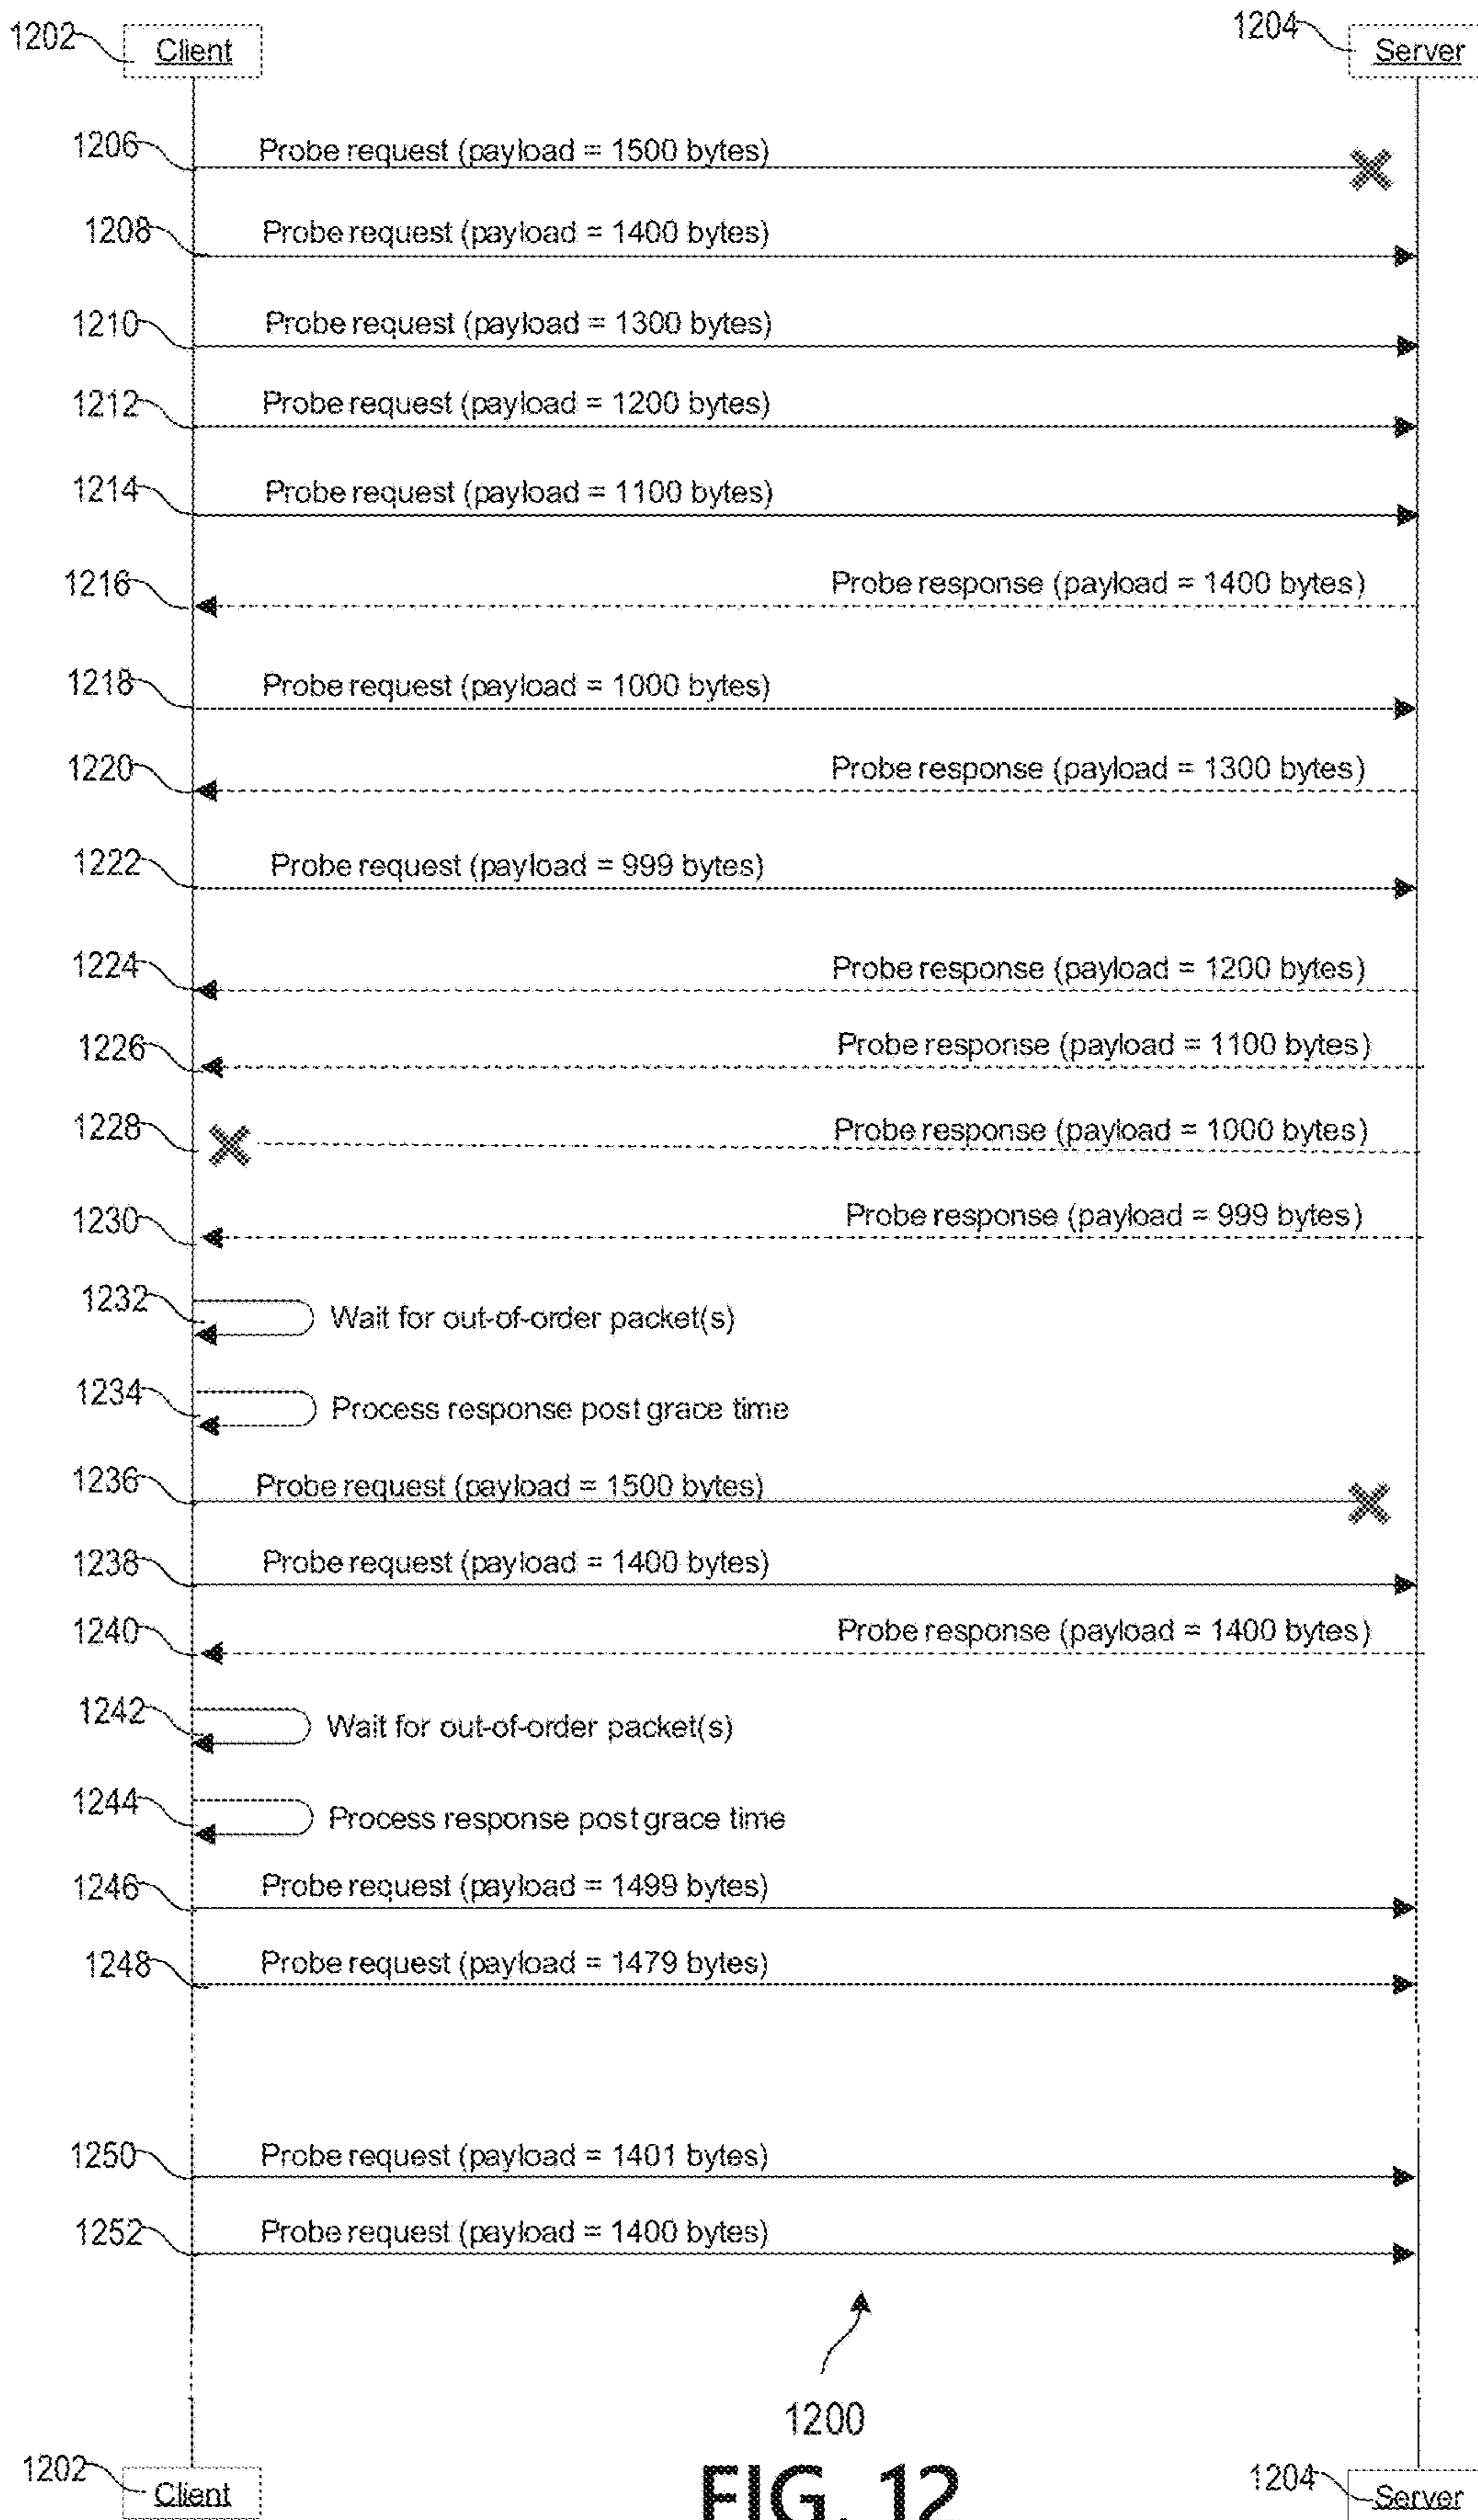 1202 Client 1204 Server
1206 Probe request (payload = 1500 bytes)
1208 Probe request (payload = 1400 bytes)
1210 Probe request (payload = 1300 bytes)
1212 Probe request (payload = 1200 bytes)
1214 Probe request (payload = 1100 bytes)
1216 Probe response (payload = 1400 bytes)
1218 Probe request (payload = 1000 bytes)
1220 Probe response (payload = 1300 bytes)
1222 Probe request (payload = 999 bytes)
1224 Probe response (payload = 1200 bytes)
1226 Probe response (payload = 1100 bytes)
1228 Probe response (payload = 1000 bytes)
1230 Probe response (payload = 999 bytes)
1232 Wait for out-of-order packet(s)
1234 Process response post grace time
1236 Probe request (payload = 1500 bytes)
1238 Probe request (payload = 1400 bytes)
1240 Probe response (payload = 1400 bytes)
1242 Wait for out-of-order packet(s)
1244 Process response post grace time
1246 Probe request (payload = 1499 bytes)
1248 Probe request (payload = 1479 bytes)
1250 Probe request (payload = 1401 bytes)
1252 Probe request (payload = 1400 bytes)
1200
1202 Client FIG. 12 1204 Server